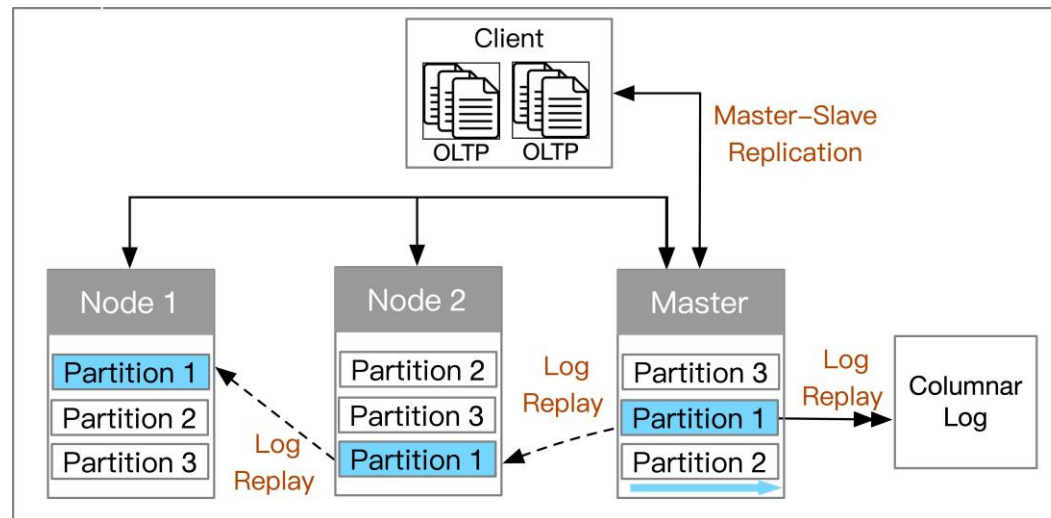 Client
OLTP
OLTP
Master-Slave
Replication
Node 1
Partition 1
Partition 2
Partition 3
Log
Replay
Node 2
Partition 2
Partition 3
Partition 1
Log
Replay
Master
Partition 3
Partition 1
Partition 2
Log
Replay
Columnar
Log